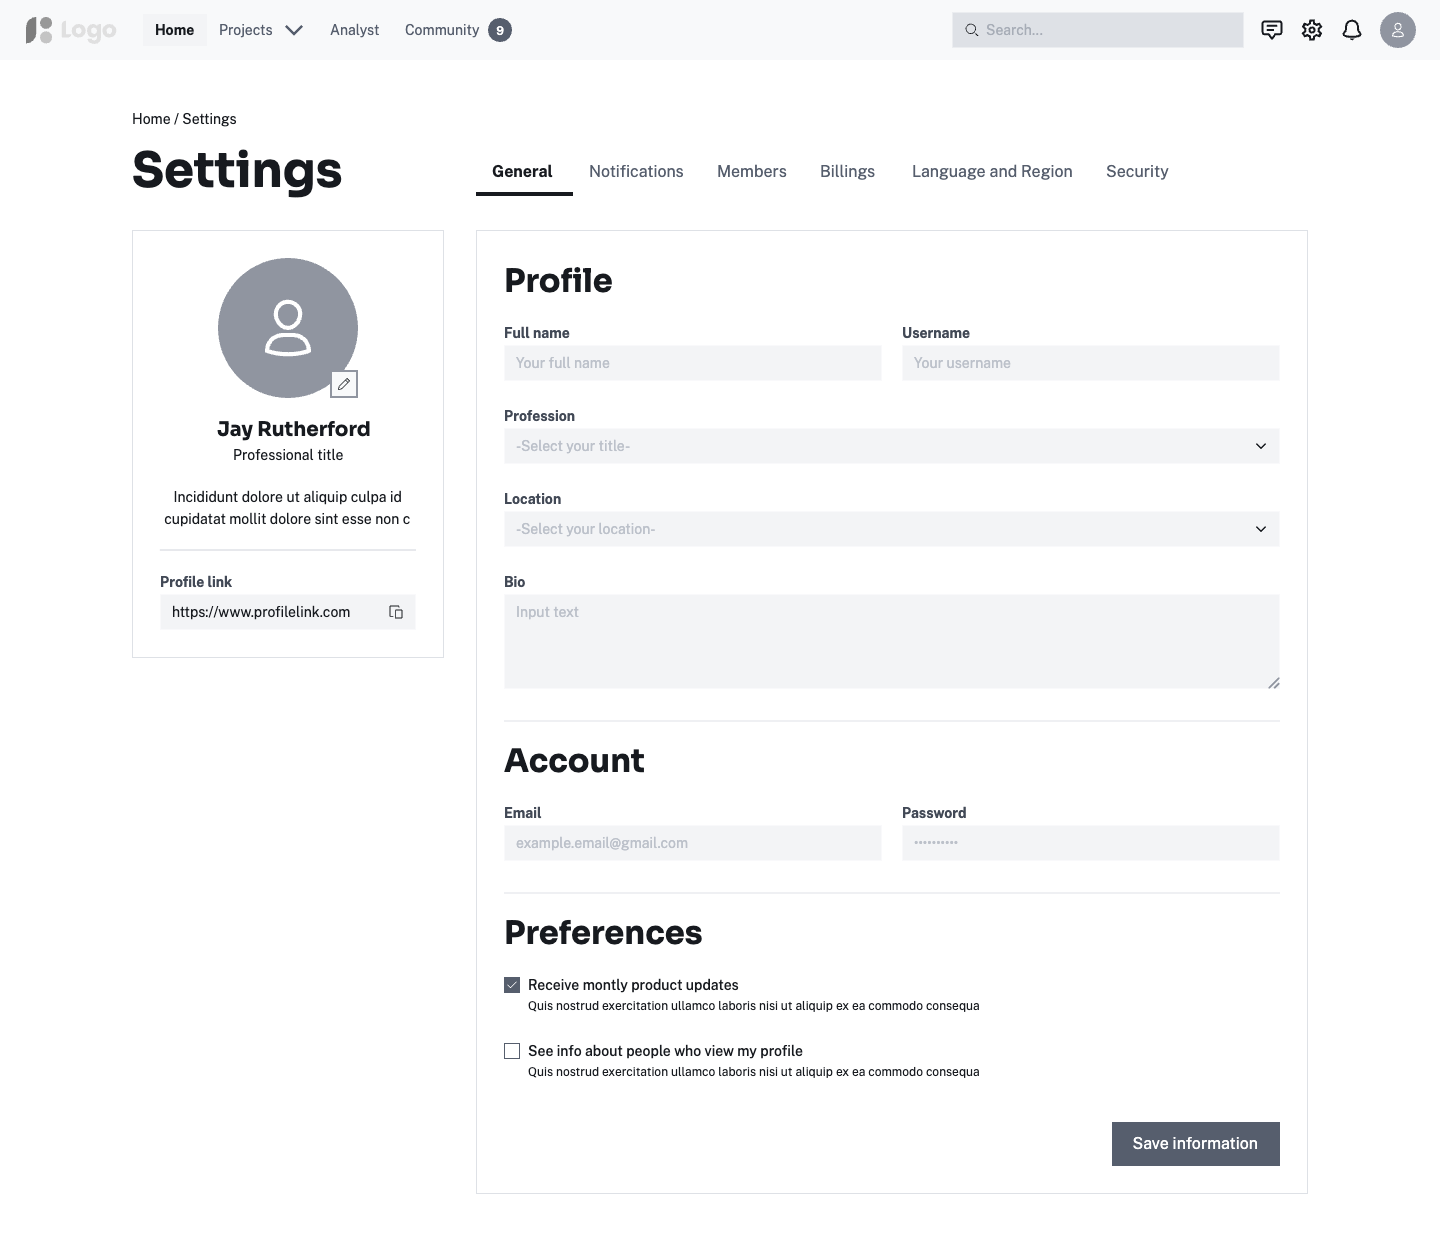 Logo
Home
Projects
Analyst
Community
9
Search...
Home / Settings
Settings
General
Notifications
Members
Billings
Language and Region
Security
Jay Rutherford
Professional title
Incididunt dolore ut aliquip culpa id
cupidatat mollit dolore sint esse non c
Profile link
https://www.profilelink.com
Profile
Full name
Your full name
Username
Your username
Profession
-Select your title-
Location
-Select your location-
Bio
Input text
Account
Email
example.email@gmail.com
Password
••••••••••
Preferences
Receive montly product updates
Quis nostrud exercitation ullamco laboris nisi ut aliquip ex ea commodo consequa
See info about people who view my profile
Quis nostrud exercitation ullamco laboris nisi ut aliquip ex ea commodo consequa
Save information